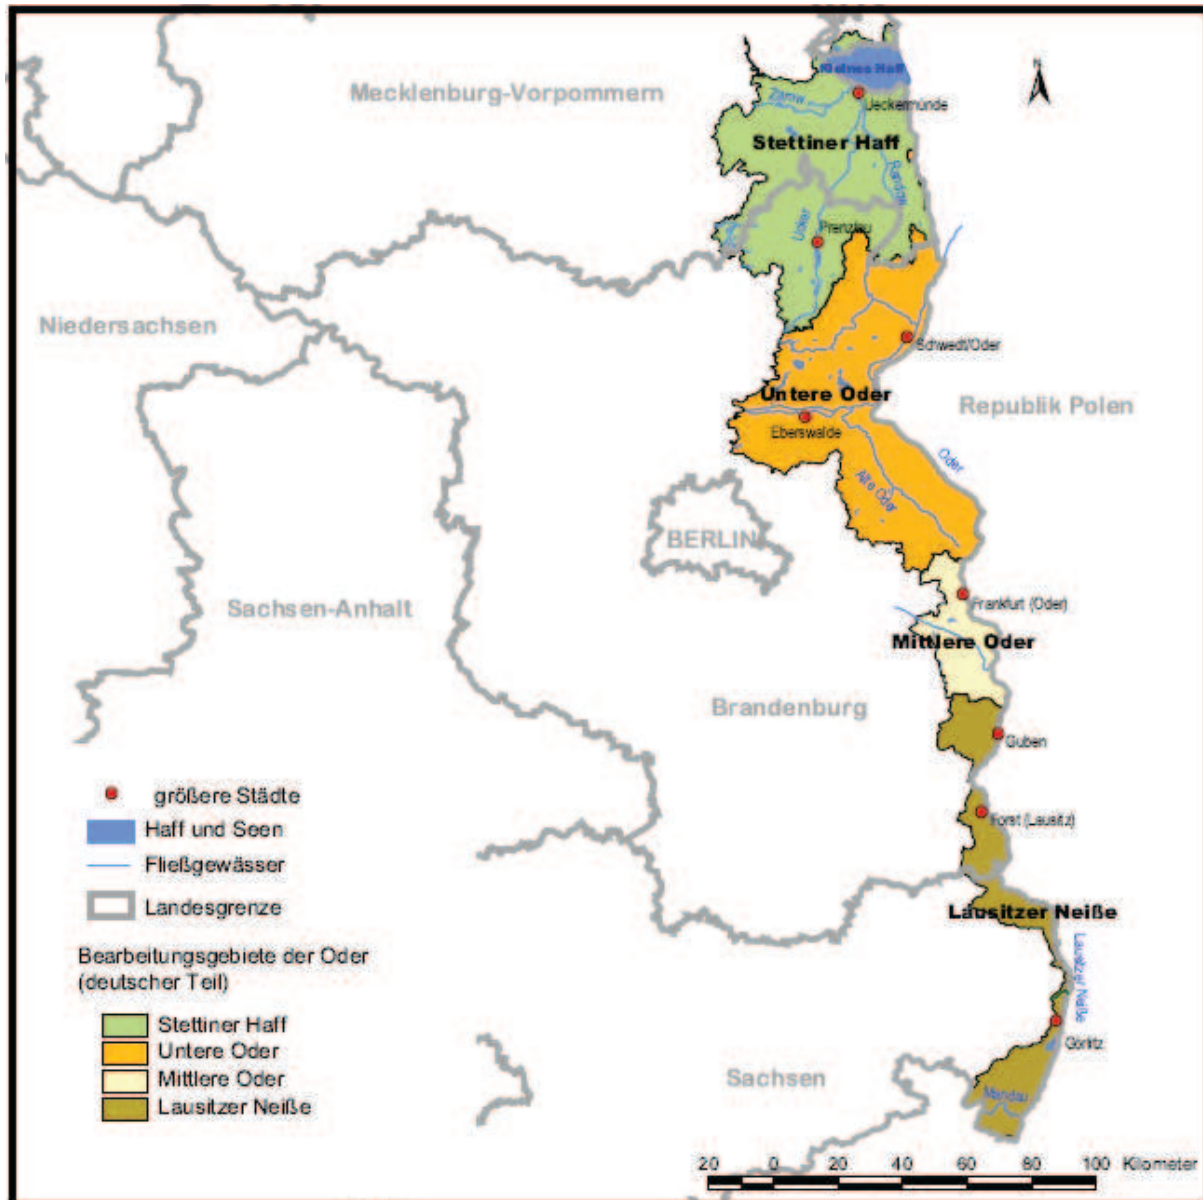 N
Kleines Haff
Mecklenburg-Vorpommern
Zarow
Ueckermünde
Stettiner Haff
Randow
Ucker
Prenzlau
Niedersachsen
Schwedt/Oder
Untere Oder
Republik Polen
Eberswalde
Oder
Alte Oder
BERLIN
Frankfurt (Oder)
Sachsen-Anhalt
Mittlere Oder
Brandenburg
Guben
größere Städte
Forst (Lausitz)
Haff und Seen
Fließgewässer
Landesgrenze
Lausitzer Neiße
Lausitzer Neiße
Bearbeitungsgebiete der Oder
(deutscher Teil)
Stettiner Haff
Untere Oder
Mittlere Oder
Lausitzer Neiße
Görlitz
Sachsen
Mandau
20 0 20 40 60 80 100 Kilometer